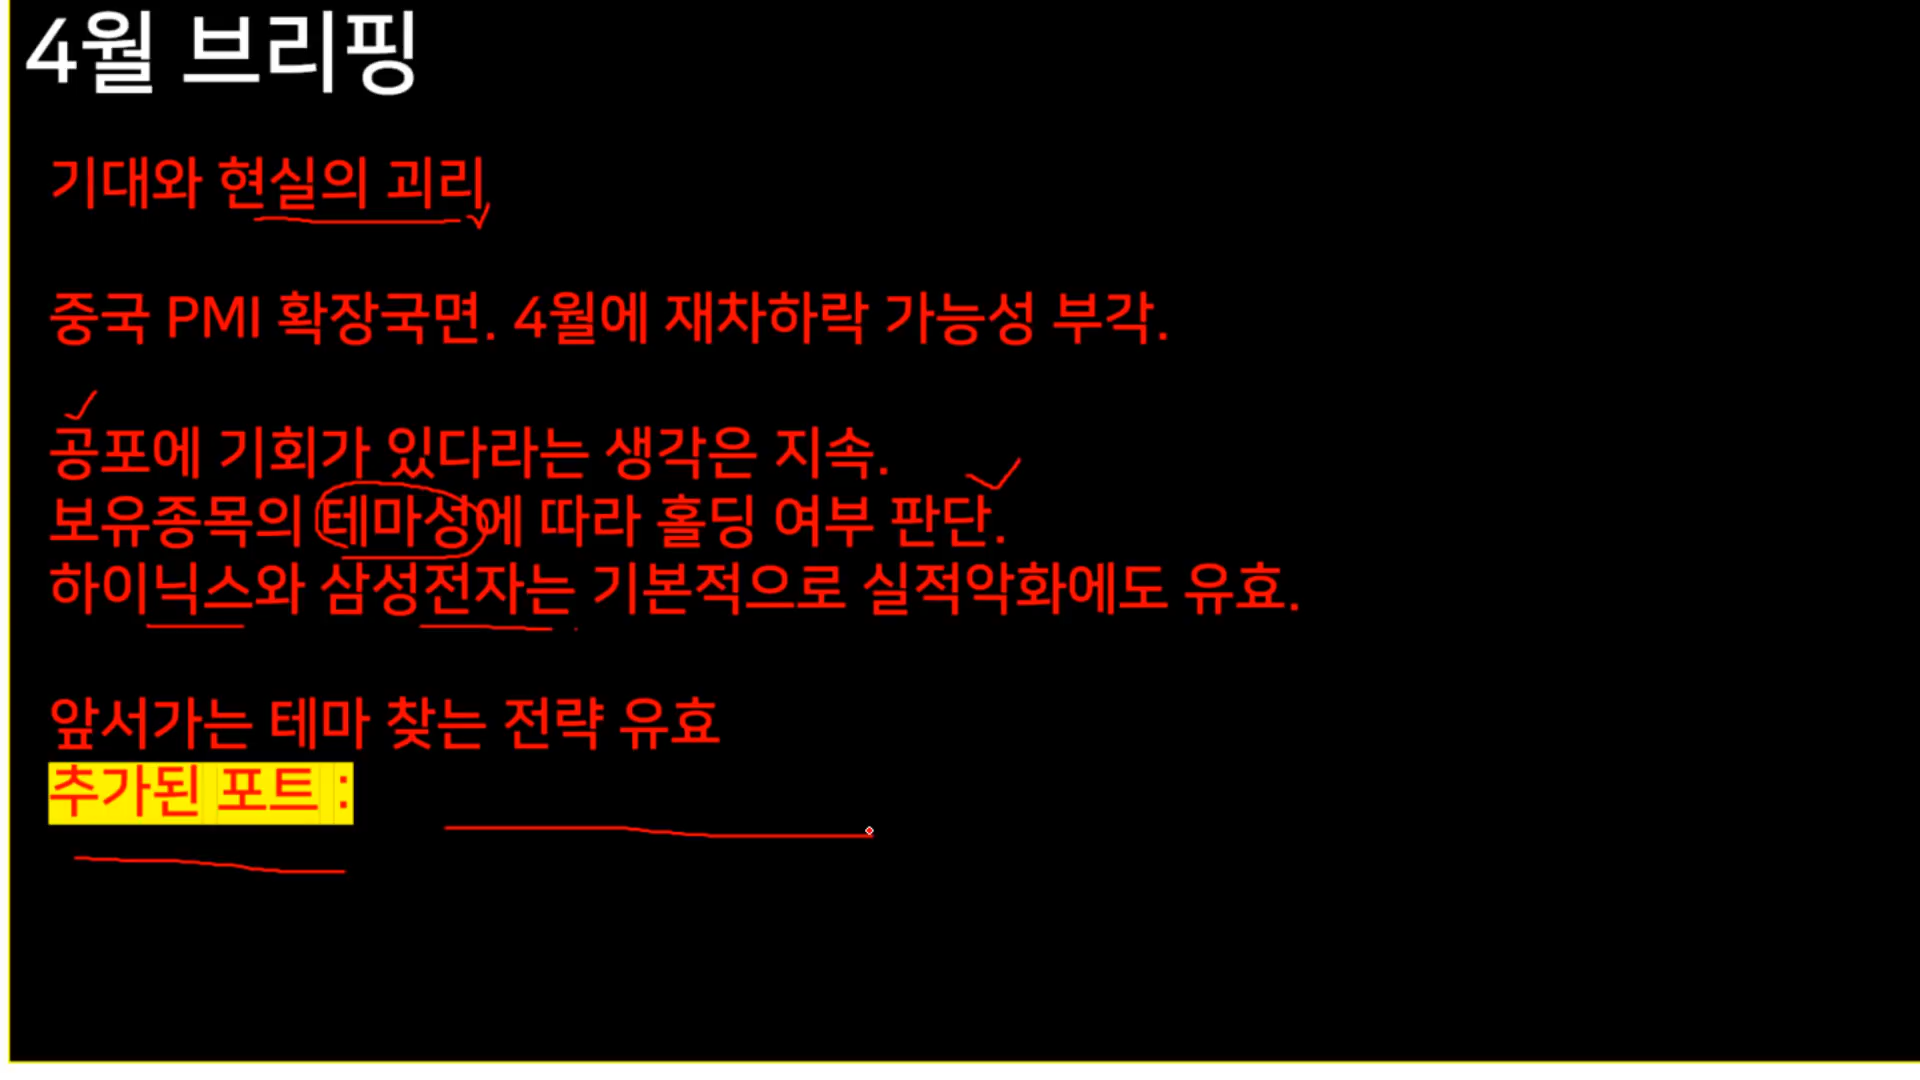 4월 브리핑
기대와 현실의 괴리
중국 PMI 확장국면. 4월에 재차하락 가능성 부각.
공포에 기회가 있다라는 생각은 지속.
보유종목의 테마성에 따라 홀딩 여부 판단.
하이닉스와 삼성전자는 기본적으로 실적악화에도 유효.
앞서가는 테마 찾는 전략 유효
추가된 포트 :